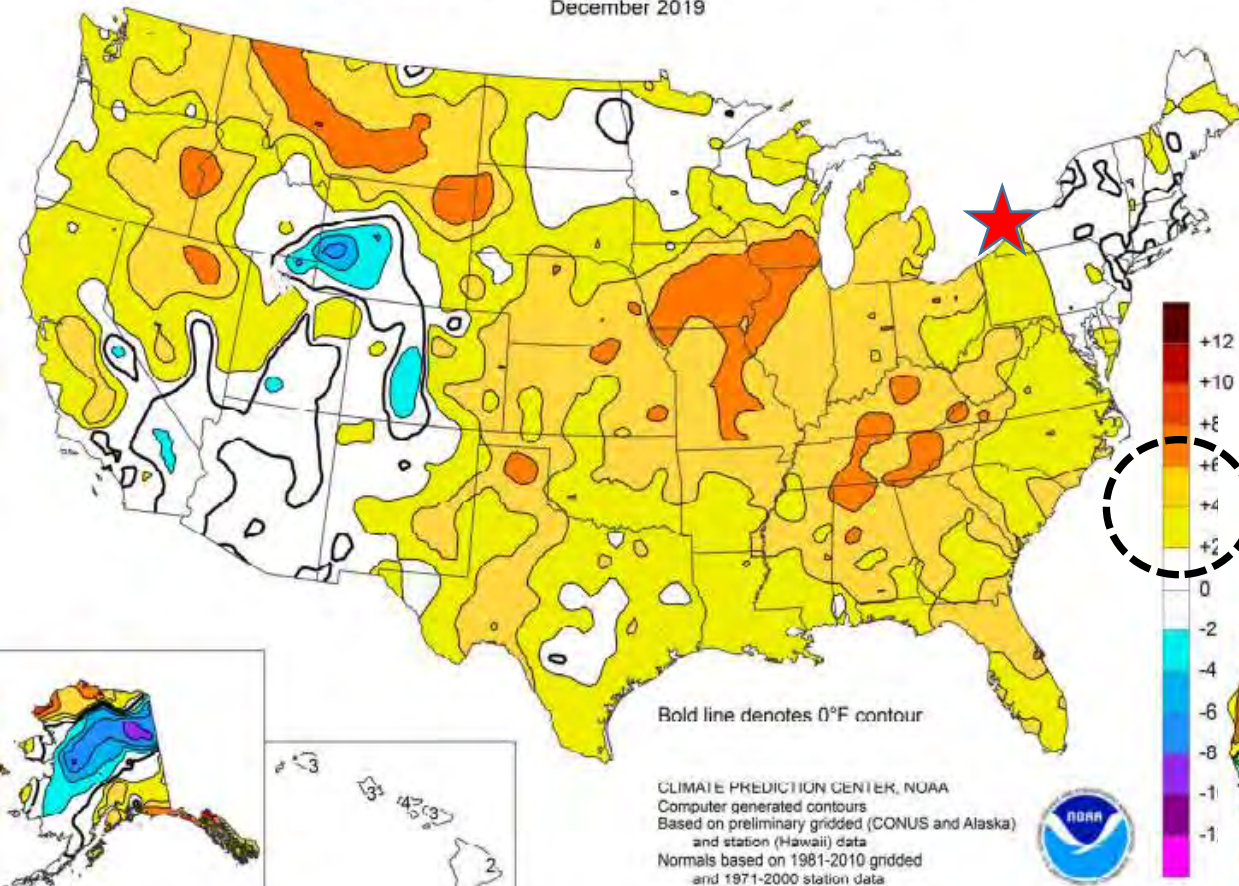 December 2019
+12
+10
+8
+6
+4
+2
0
-2
-4
-6
-8
-1
-1
3
3
4
3
2
Bold line denotes 0°F contour
CLIMATE PREDICTION CENTER, NOAA
Computer generated contours
Based on preliminary gridded (CONUS and Alaska)
and station (Hawaii) data
Normals based on 1981-2010 gridded
and 1971-2000 station data
NOAA